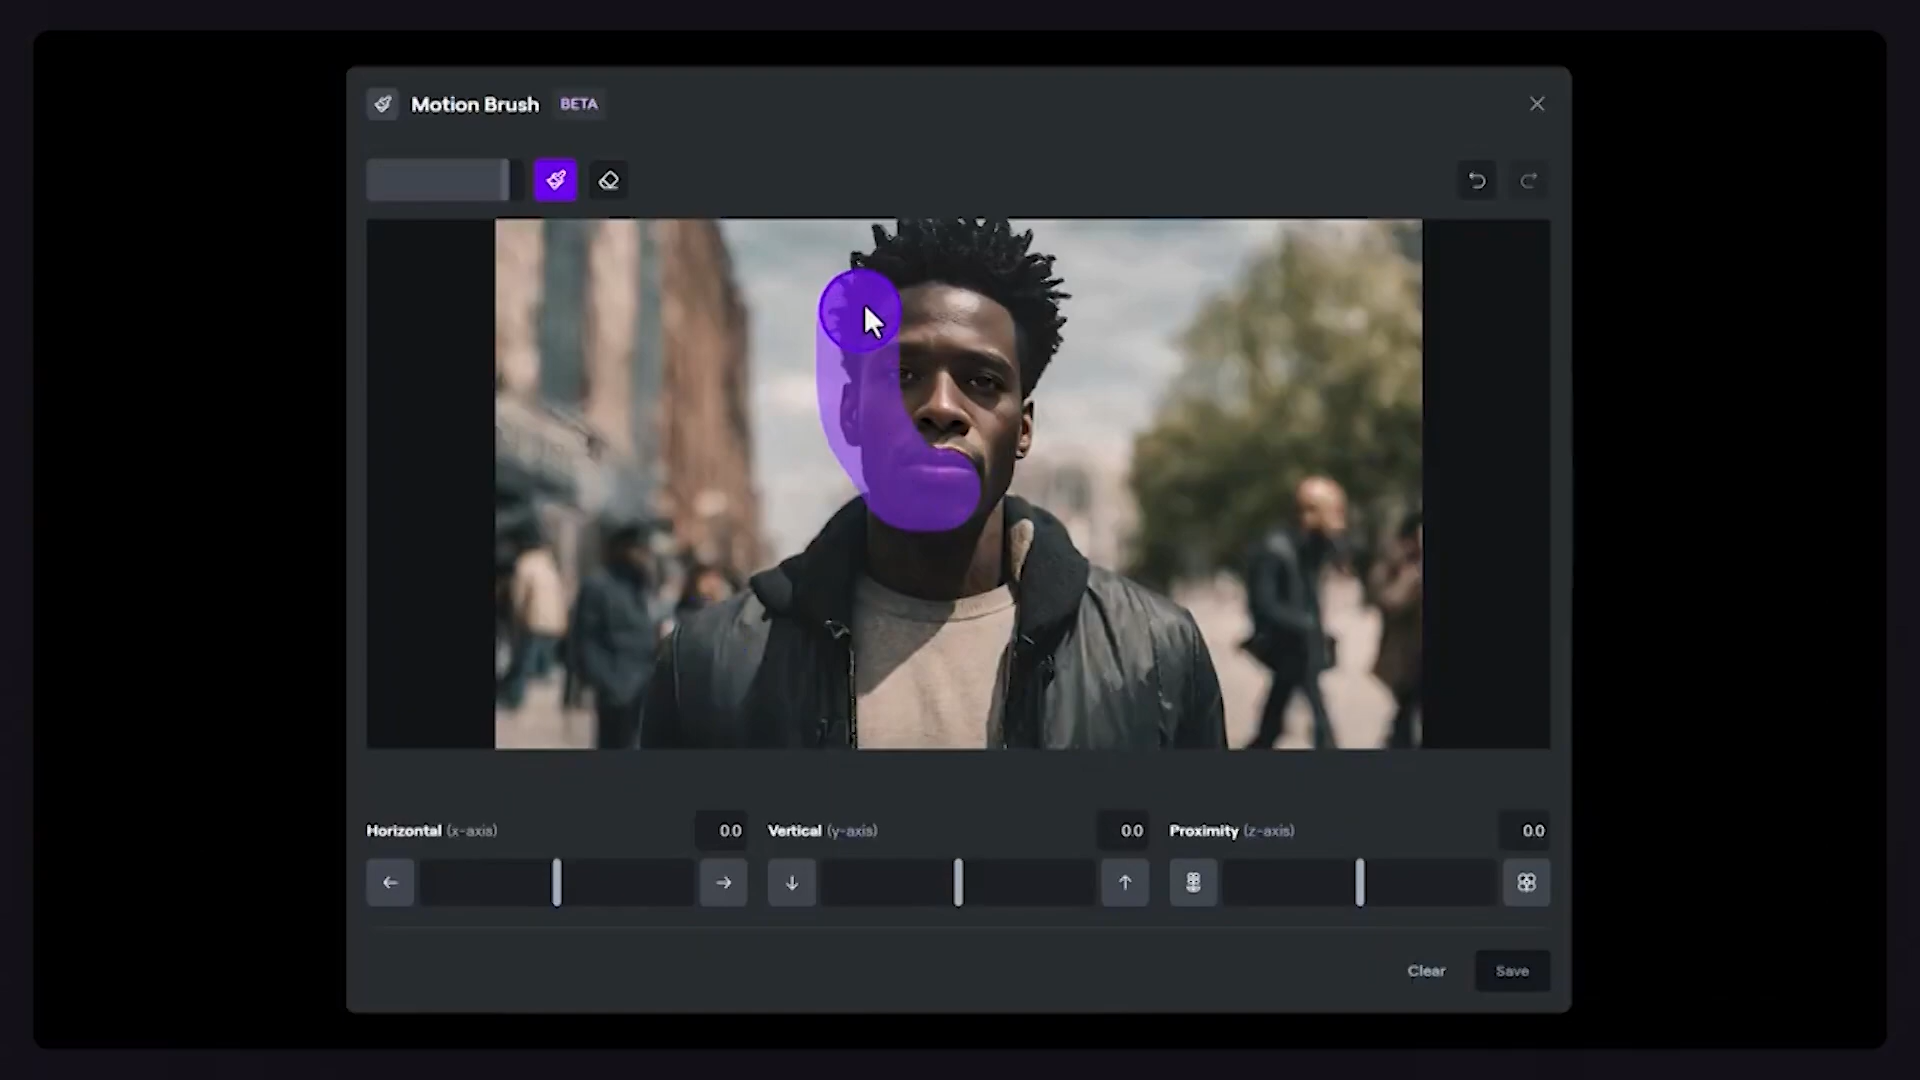 Motion Brush BETA
Horizontal (x-axis) 0.0 Vertical (y-axis) 0.0 Proximity (z-axis) 0.0
Clear Save